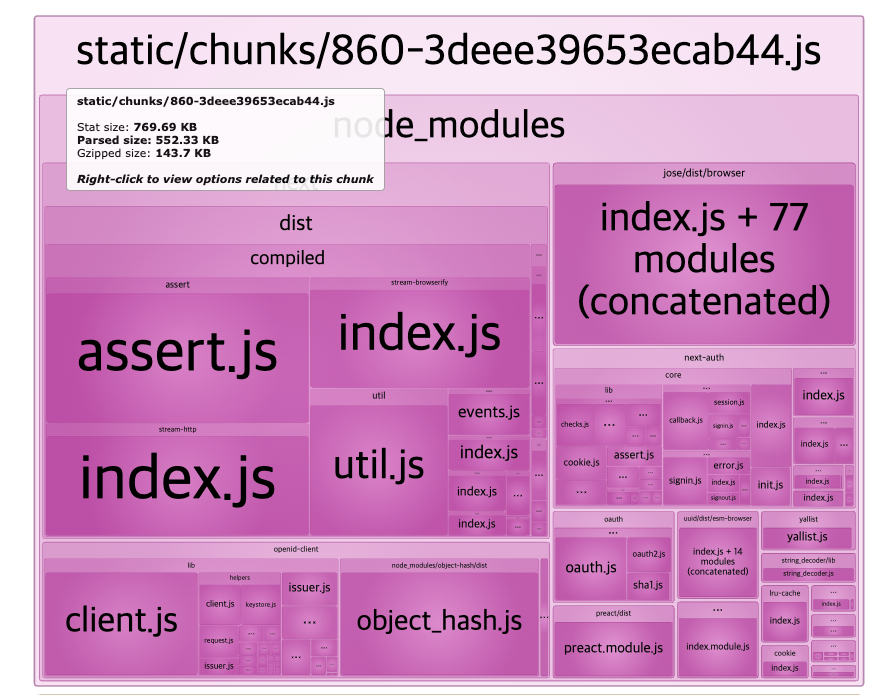 static/chunks/860-3deee39653ecab44.js
static/chunks/860-3deee39653ecab44.js
Stat size: 769.69 KB
Parsed size: 552.33 KB
Gzipped size: 143.7 KB
Right-click to view options related to this chunk
node_modules
next
dist
compiled
...
...
assert
assert.js
stream-browserify
index.js
...
...
stream-http
index.js
util
util.js
...
events.js
index.js
...
...
index.js
...
index.js
...
...
jose/dist/browser
index.js + 77
modules
(concatenated)
next-auth
core
lib
...
checks.js
...
...
...
...
cookie.js
assert.js
...
...
...
callback.js
session.js
signin.js
...
...
...
signin.js
error.js
index.js
...
signout.js
index.js
init.js
...
index.js
...
index.js
...
...
index.js
index.js
openid-client
lib
client.js
helpers
client.js
keystore.js
request.js
...
issuer.js
issuer.js
...
...
...
node_modules/object-hash/dist
object_hash.js
...
oauth
...
oauth.js
oauth2.js
sha1.js
uuid/dist/esm-browser
index.js + 14
modules
(concatenated)
yallist
yallist.js
string_decoder/lib
string_decoder.js
preact/dist
preact.module.js
...
index.module.js
lru-cache
index.js
...
index.js
...
...
cookie
index.js
...
...